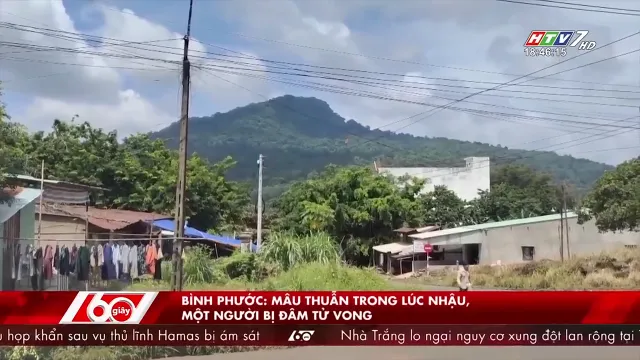 HTV7 HD
18:46:15
60 giây
BÌNH PHƯỚC: MÂU THUẪN TRONG LÚC NHẬU,
MỘT NGƯỜI BỊ ĐÂM TỬ VONG
họp khẩn sau vụ thủ lĩnh Hamas bị ám sát
Nhà Trắng lo ngại nguy cơ xung đột lan rộng tại